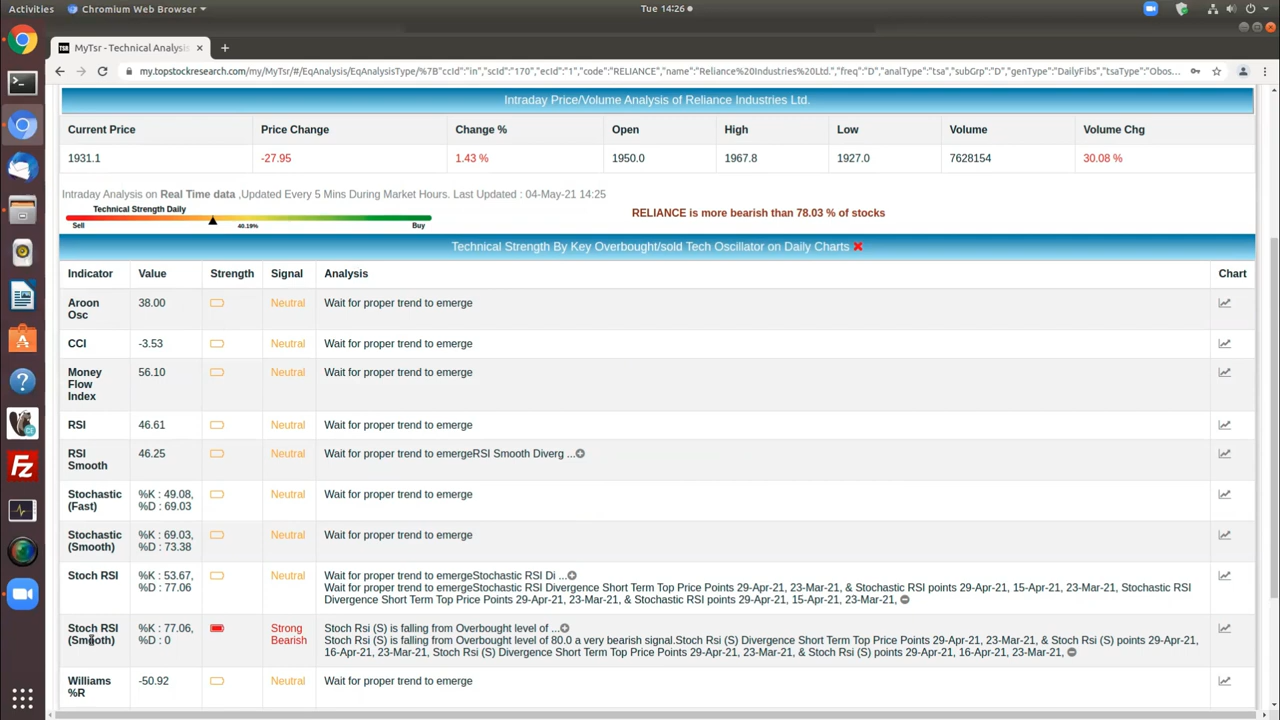 Activities
Chromium Web Browser
Tue 14:26
TSR MyTsr - Technical Analysis
my.topstockresearch.com/my/MyTsr/#/EqAnalysis/EqAnalysisType/%7B"ccId":"in","scId":"170","ecId":"1","code":"RELIANCE","name":"Reliance%20Industries%20Ltd.","freq":"D","analType":"tsa","subGrp":"D","genType":"DailyFibs","tsaType":"Obos...
Intraday Price/Volume Analysis of Reliance Industries Ltd.
Current Price Price Change Change % Open High Low Volume Volume Chg
1931.1 -27.95 1.43 % 1950.0 1967.8 1927.0 7628154 30.08 %
Intraday Analysis on Real Time data ,Updated Every 5 Mins During Market Hours. Last Updated : 04-May-21 14:25
Technical Strength Daily
RELIANCE is more bearish than 78.03 % of stocks
Sell 40.19% Buy
Technical Strength By Key Overbought/sold Tech Oscillator on Daily Charts
Indicator Value Strength Signal Analysis Chart
Aroon Osc 38.00 Neutral Wait for proper trend to emerge
CCI -3.53 Neutral Wait for proper trend to emerge
Money Flow Index 56.10 Neutral Wait for proper trend to emerge
RSI 46.61 Neutral Wait for proper trend to emerge
RSI Smooth 46.25 Neutral Wait for proper trend to emergeRSI Smooth Diverg ...
Stochastic (Fast) %K : 49.08, %D : 69.03 Neutral Wait for proper trend to emerge
Stochastic (Smooth) %K : 69.03, %D : 73.38 Neutral Wait for proper trend to emerge
Stoch RSI %K : 53.67, %D : 77.06 Neutral Wait for proper trend to emergeStochastic RSI Di ...
Wait for proper trend to emergeStochastic RSI Divergence Short Term Top Price Points 29-Apr-21, 23-Mar-21, & Stochastic RSI points 29-Apr-21, 15-Apr-21, 23-Mar-21, Stochastic RSI
Divergence Short Term Top Price Points 29-Apr-21, 23-Mar-21, & Stochastic RSI points 29-Apr-21, 15-Apr-21, 23-Mar-21,
Stoch RSI (Smooth) %K : 77.06, %D : 0 Strong Bearish Stoch Rsi (S) is falling from Overbought level of ...
Stoch Rsi (S) is falling from Overbought level of 80.0 a very bearish signal.Stoch Rsi (S) Divergence Short Term Top Price Points 29-Apr-21, 23-Mar-21, & Stoch Rsi (S) points 29-Apr-21,
16-Apr-21, 23-Mar-21, Stoch Rsi (S) Divergence Short Term Top Price Points 29-Apr-21, 23-Mar-21, & Stoch Rsi (S) points 29-Apr-21, 16-Apr-21, 23-Mar-21,
Williams %R -50.92 Neutral Wait for proper trend to emerge